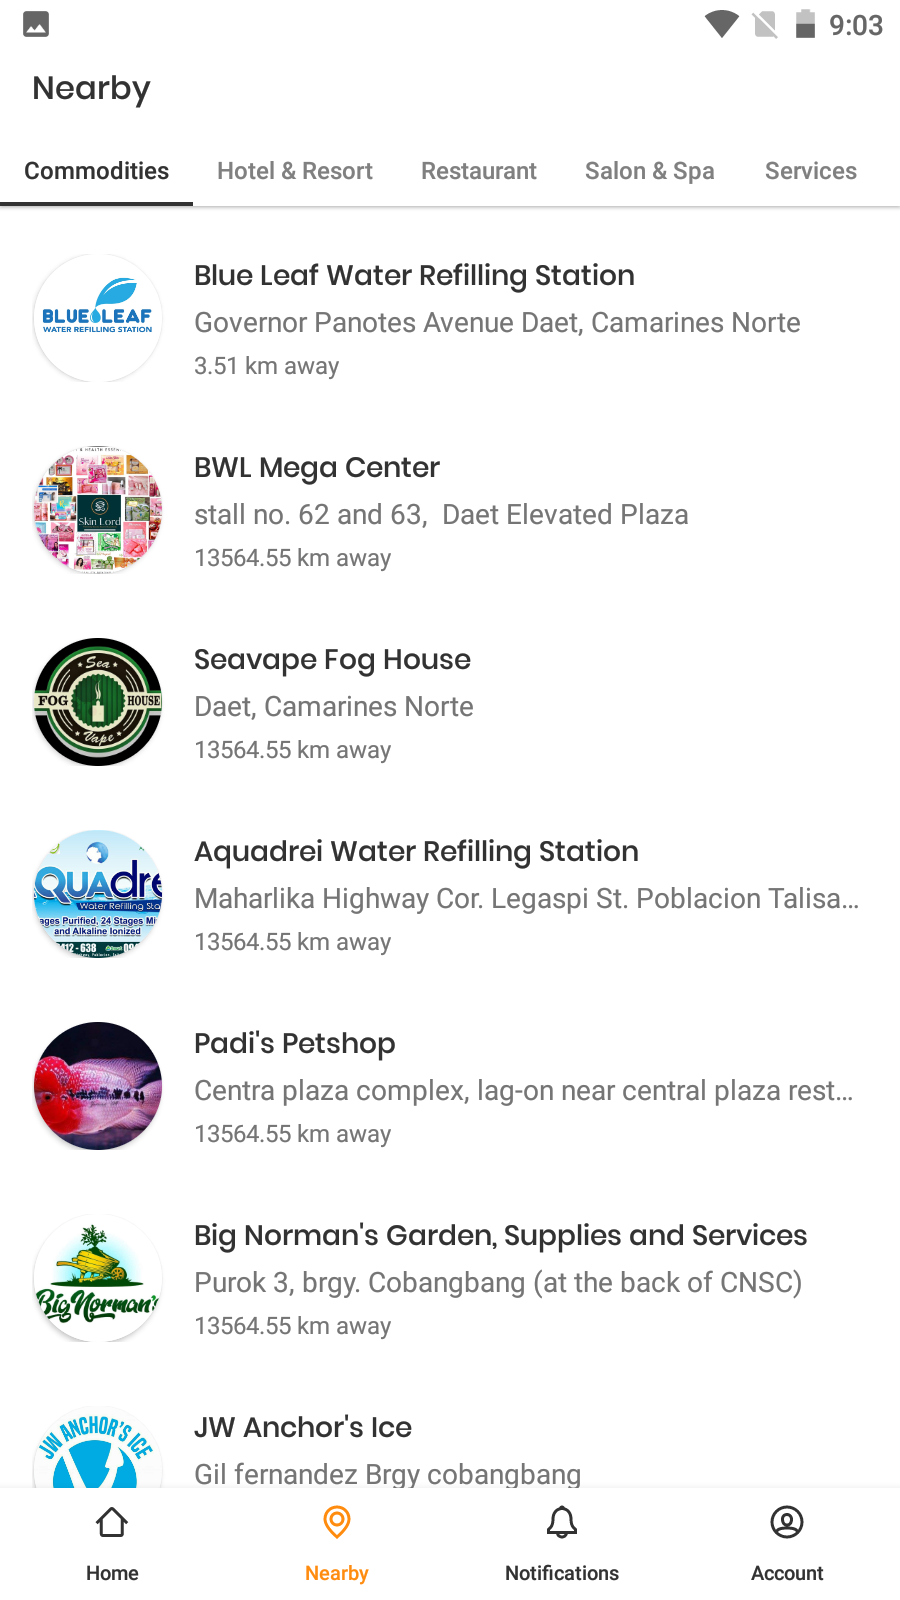 9:03
Nearby
Commodities Hotel & Resort Restaurant Salon & Spa Services
BLUE LEAF
WATER REFILLING STATION
Blue Leaf Water Refilling Station
Governor Panotes Avenue Daet, Camarines Norte
3.51 km away
Skin Lord
BWL Mega Center
stall no. 62 and 63,  Daet Elevated Plaza
13564.55 km away
Sea
FOG HOUSE
Vape
Seavape Fog House
Daet, Camarines Norte
13564.55 km away
QUAdre
Water Refilling Sta
ages Purified, 24 Stages Mi
and Alkaline Ionized
412 - 638
Aquadrei Water Refilling Station
Maharlika Highway Cor. Legaspi St. Poblacion Talisa...
13564.55 km away
Padi's Petshop
Centra plaza complex, lag-on near central plaza rest...
13564.55 km away
Big Norman's
Big Norman's Garden, Supplies and Services
Purok 3, brgy. Cobangbang (at the back of CNSC)
13564.55 km away
JW ANCHOR'S ICE
JW Anchor's Ice
Gil fernandez Brgy cobangbang
Home Nearby Notifications Account